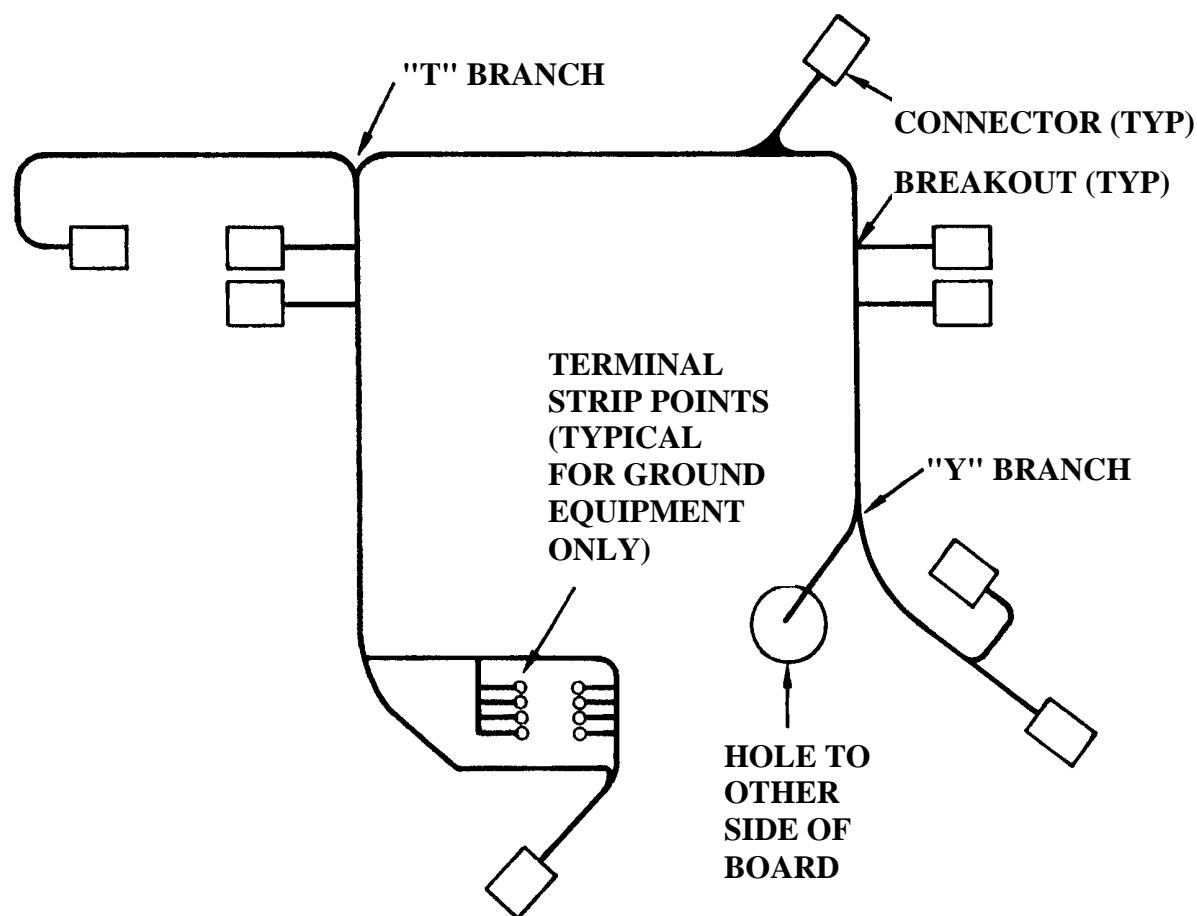 "T" BRANCH
CONNECTOR (TYP)
BREAKOUT (TYP)
TERMINAL
STRIP POINTS
(TYPICAL
FOR GROUND
EQUIPMENT
ONLY)
"Y" BRANCH
HOLE TO
OTHER
SIDE OF
BOARD